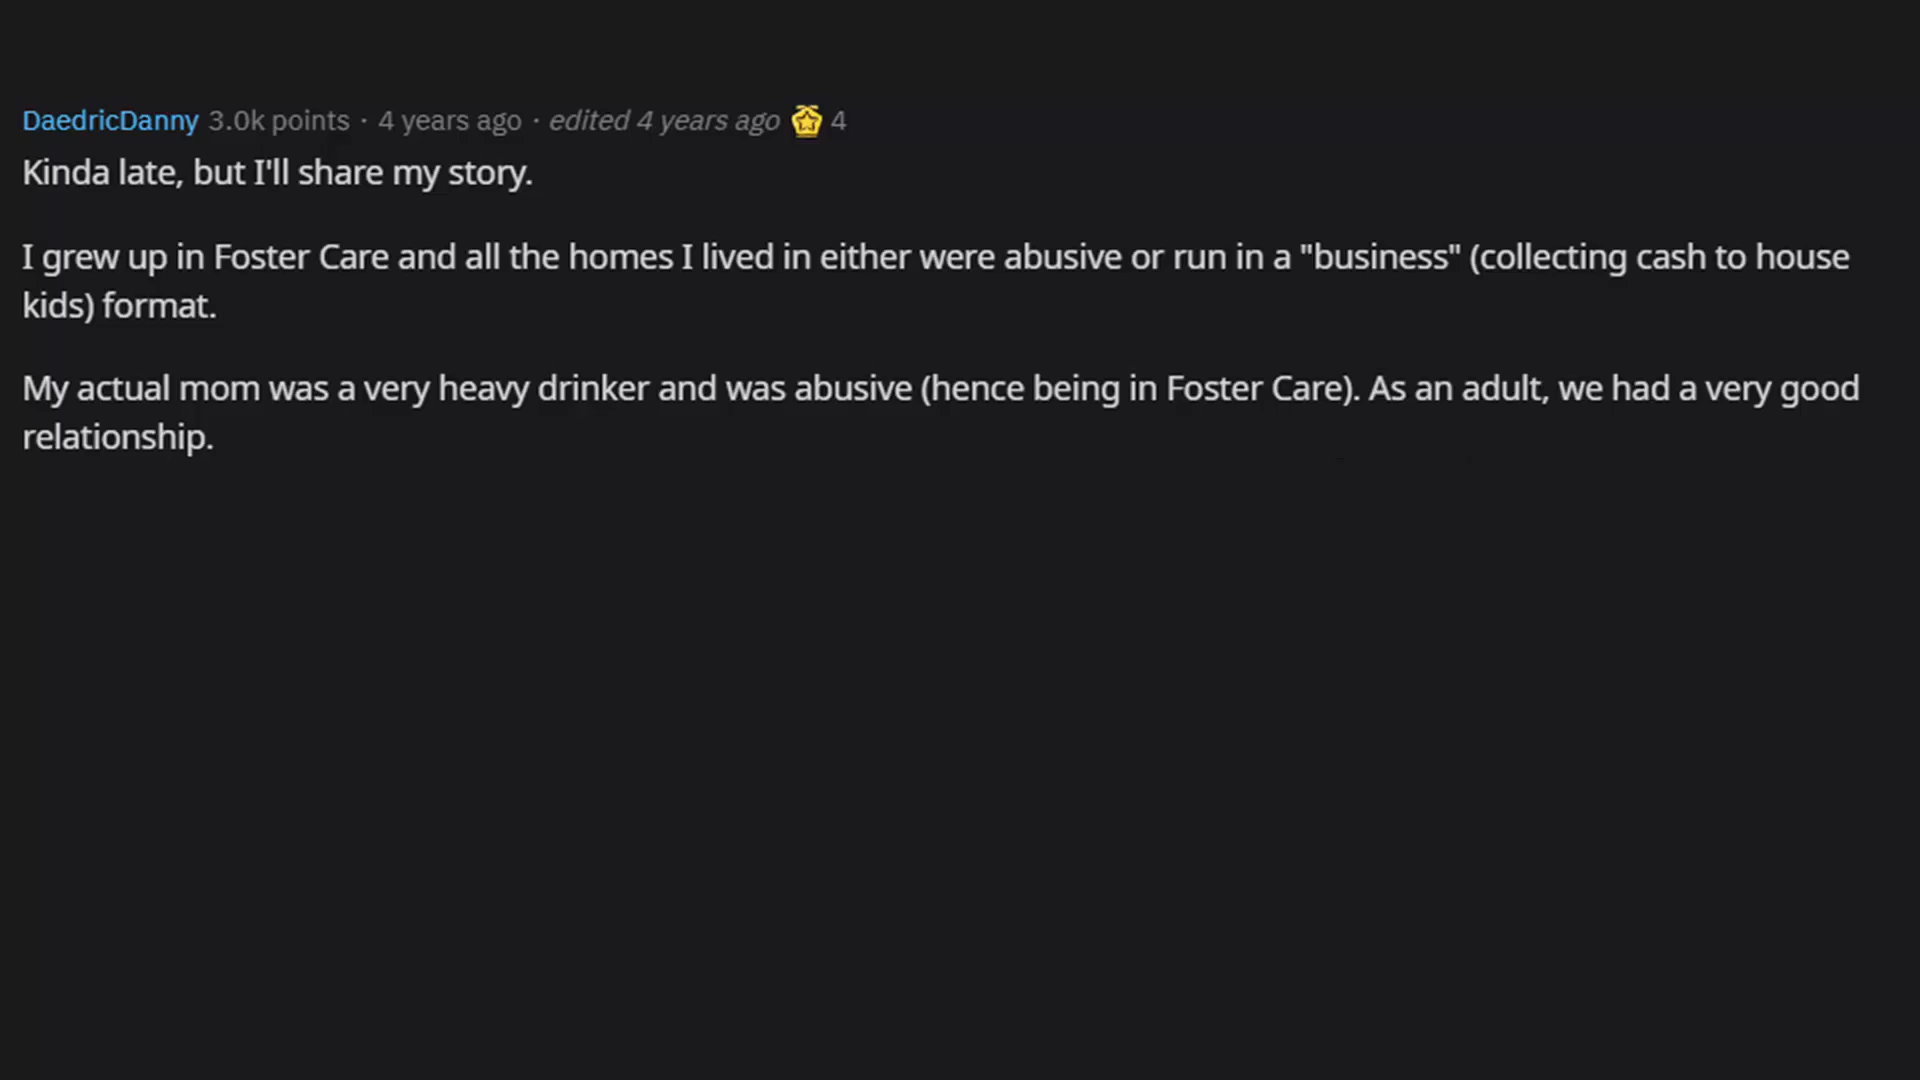 DaedricDanny 3.0k points · 4 years ago · edited 4 years ago 4
Kinda late, but I'll share my story.
I grew up in Foster Care and all the homes I lived in either were abusive or run in a "business" (collecting cash to house
kids) format.
My actual mom was a very heavy drinker and was abusive (hence being in Foster Care). As an adult, we had a very good
relationship.